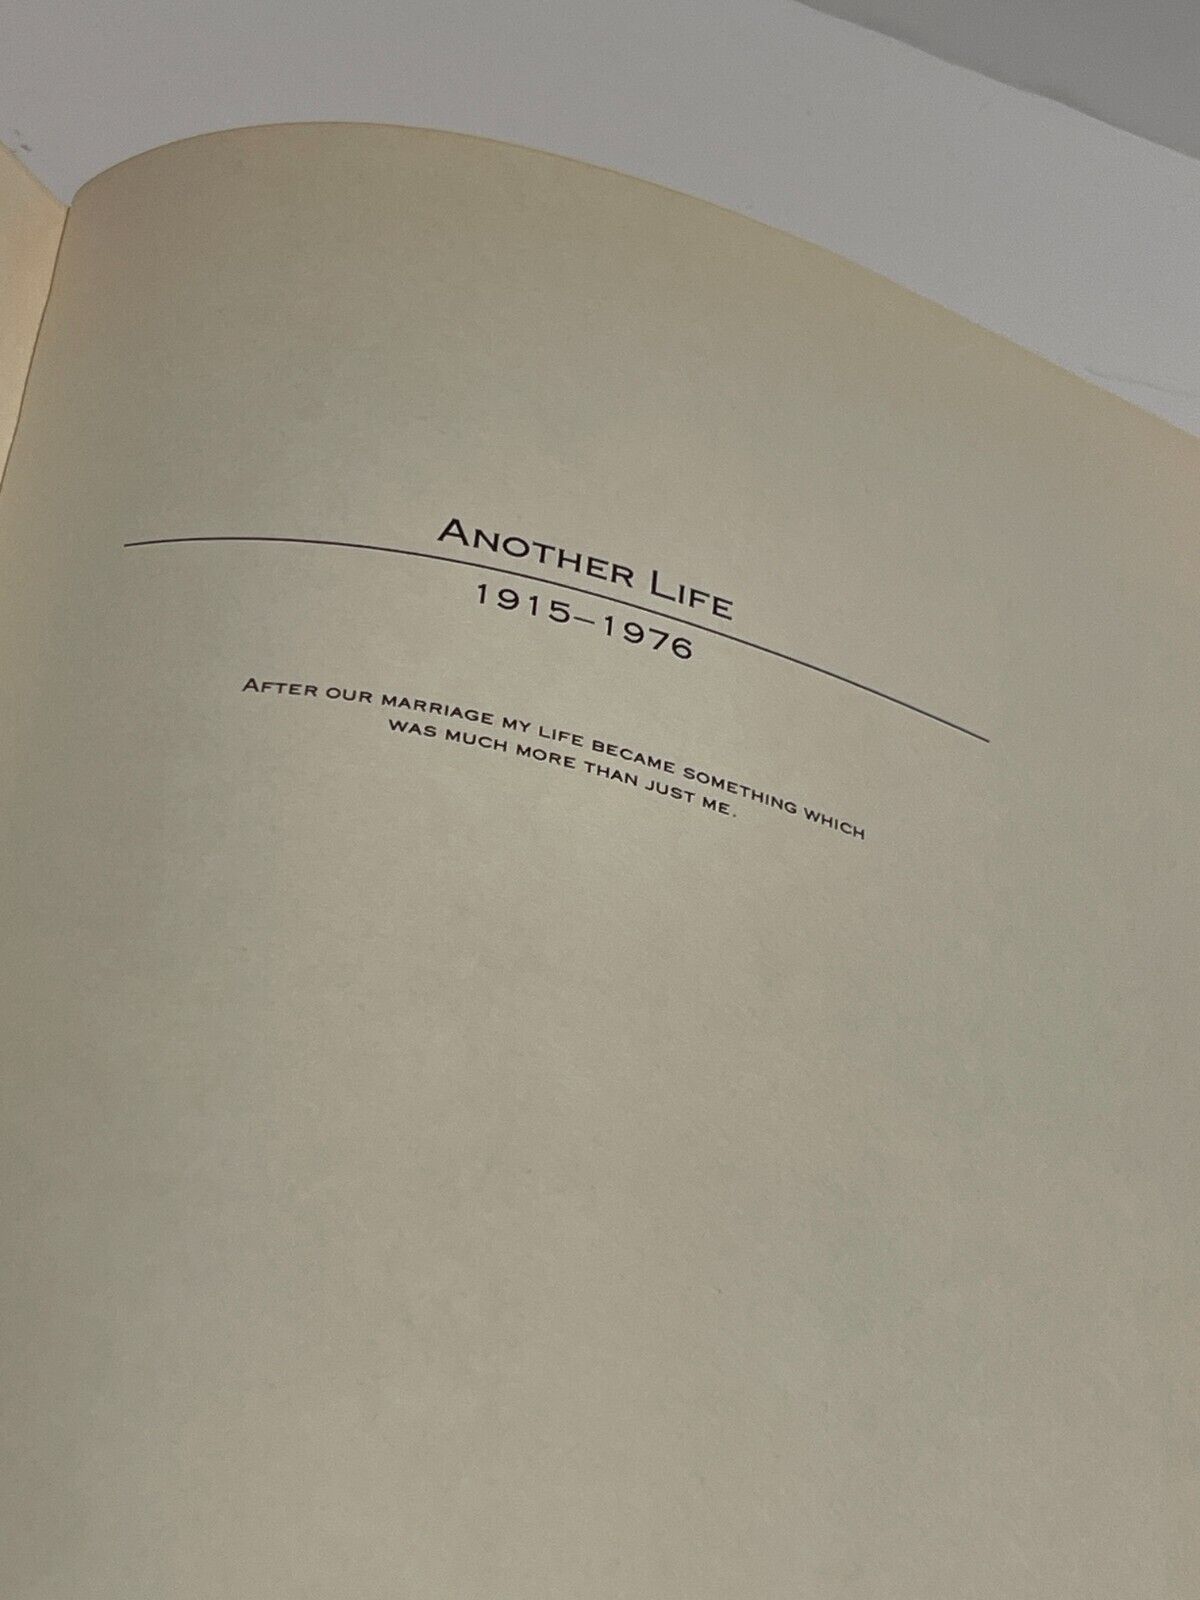 Another Life
1915–1976
After our marriage my life became something which
was much more than just me.